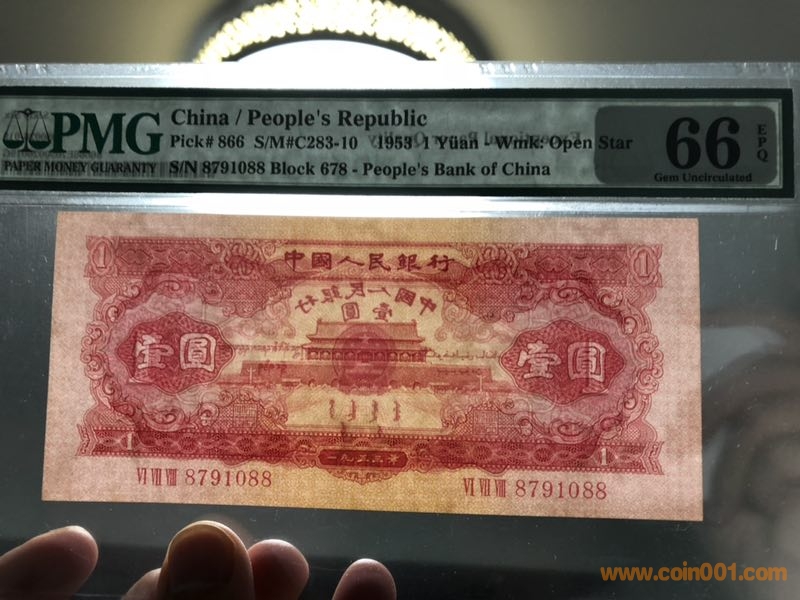 PMG
PAPER MONEY GUARANTY
China / People's Republic
Pick# 866 S/M#C283-10 1953 1 Yüan - Wmk: Open Star
S/N 8791088 Block 678 - People's Bank of China
66
EPQ
Gem Uncirculated
中國人民銀行
1 1
中國人民銀行
壹圓
壹圓 壹圓
1 1
一九五三年
VI VII VIII 8791088 VI VII VIII 8791088
www.coin001.com